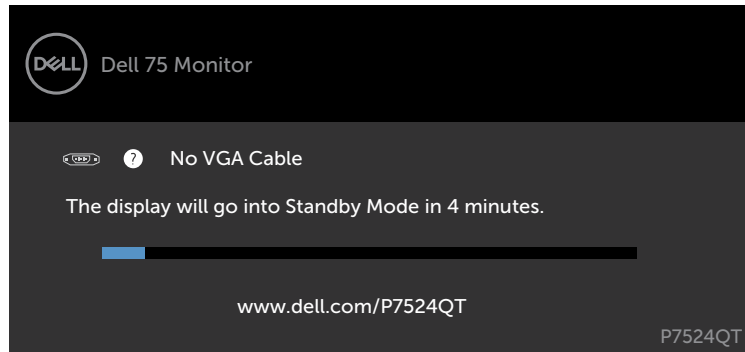 DELL
Dell 75 Monitor
? No VGA Cable
The display will go into Standby Mode in 4 minutes.
www.dell.com/P7524QT
P7524QT